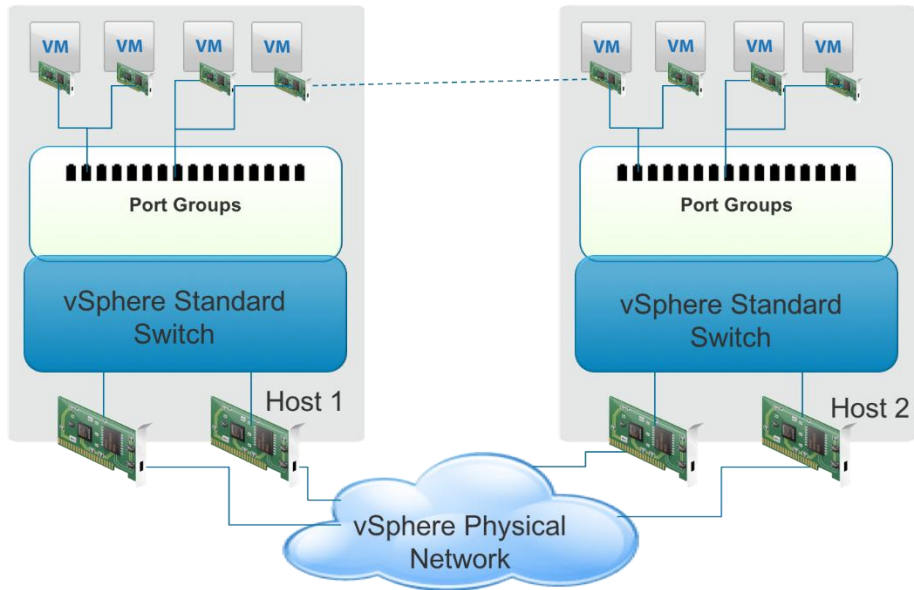 VM VM VM VM VM VM VM VM
Port Groups Port Groups
vSphere Standard vSphere Standard
Switch Switch
Host 1 Host 2
vSphere Physical
Network